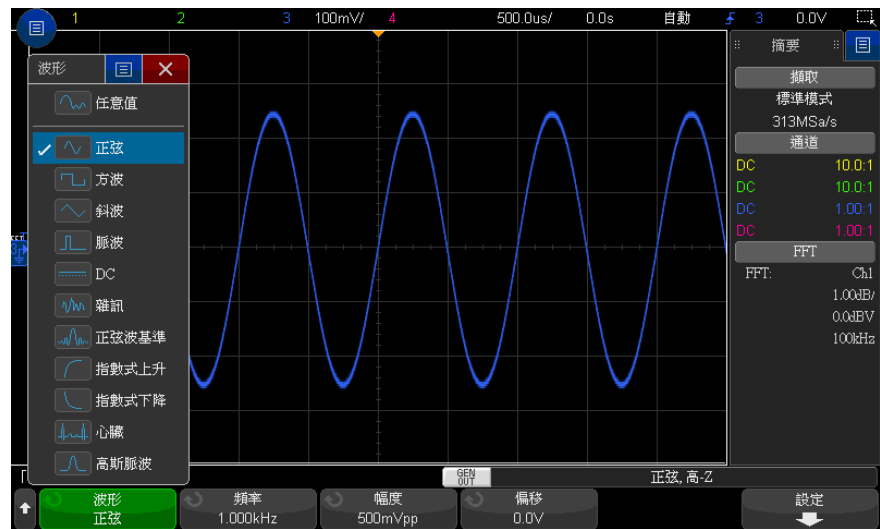 1 2 3 100mV/ 4 500.0us/ 0.0s 自動 3 0.0V
波形
任意值
正弦
方波
斜波
脈波
DC
雜訊
正弦波基準
指數式上升
指數式下降
心臟
高斯脈波
摘要
擷取
標準模式
313MSa/s
通道
DC 10.0:1
DC 10.0:1
DC 1.00:1
DC 1.00:1
FFT
FFT: Ch1
1.00dB/
0.0dBV
100kHz
GEN OUT 正弦, 高-Z
波形 頻率 幅度 偏移 設定
正弦 1.000kHz 500mVpp 0.0V